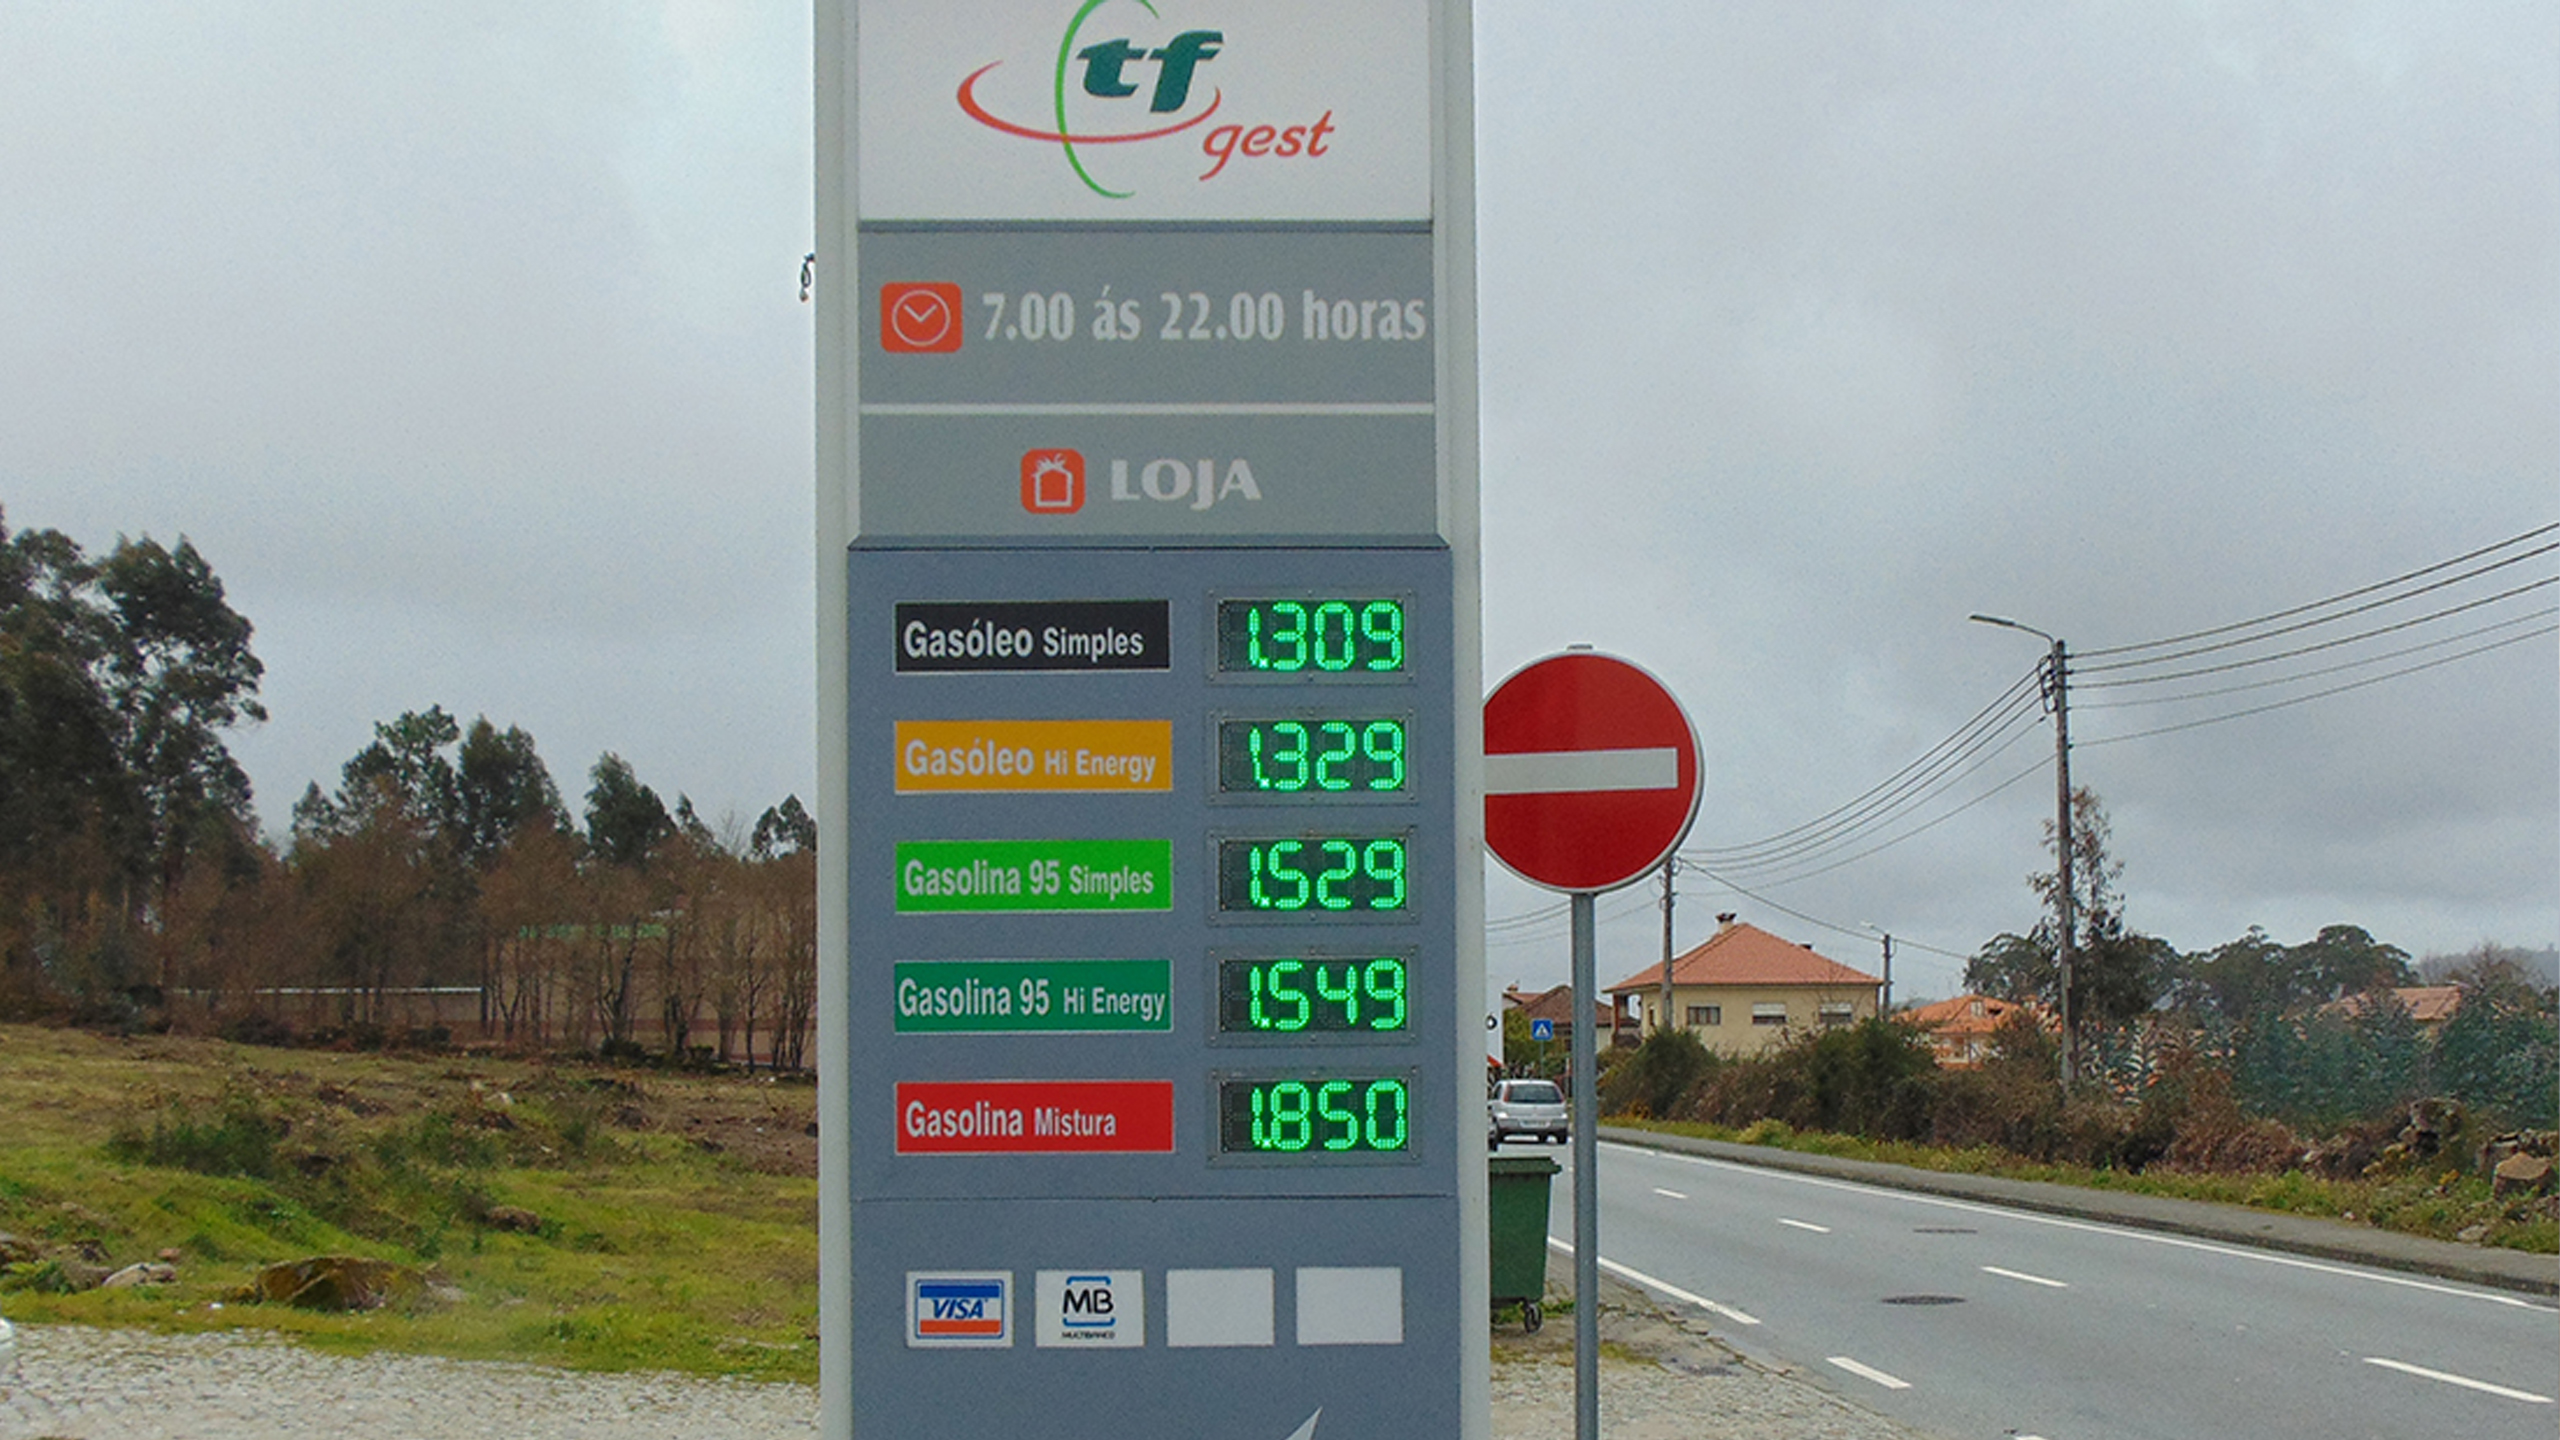 tf
gest
7.00 ás 22.00 horas
LOJA
Gasóleo Simples 1.309
Gasóleo Hi Energy 1.329
Gasolina 95 Simples 1.529
Gasolina 95 Hi Energy 1.549
Gasolina Mistura 1.850
VISA
MB
MULTIBANCO